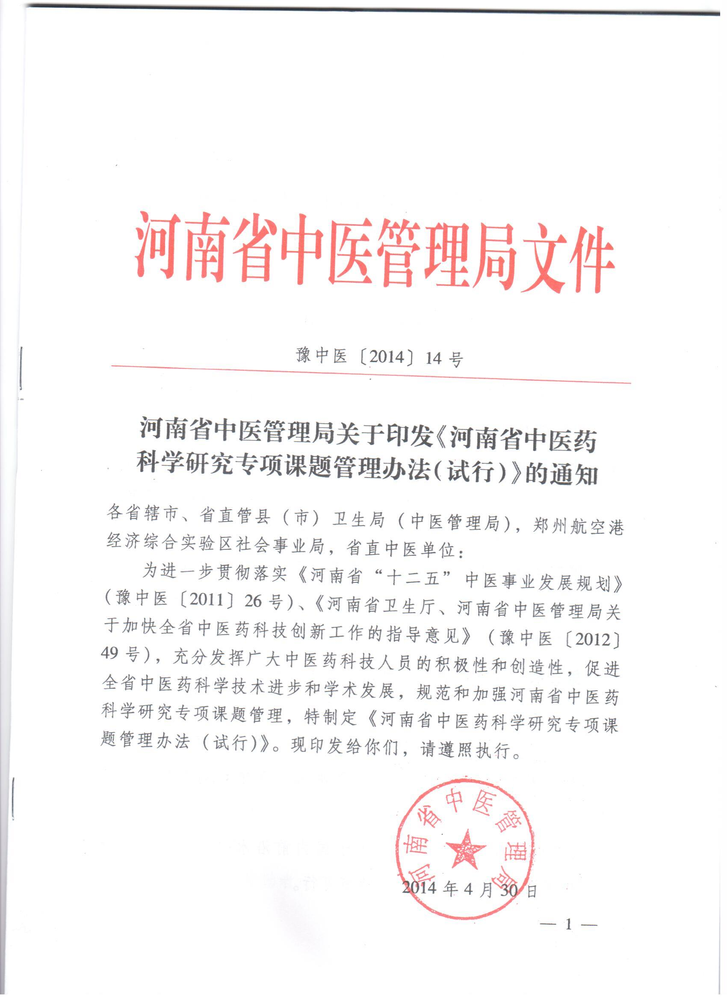 河南省中医管理局文件
豫中医〔2014〕14 号
河南省中医管理局关于印发《河南省中医药
科学研究专项课题管理办法(试行)》的通知
各省辖市、省直管县（市）卫生局（中医管理局），郑州航空港
经济综合实验区社会事业局，省直中医单位：
为进一步贯彻落实《河南省“十二五”中医事业发展规划》
（豫中医〔2011〕26 号）、《河南省卫生厅、河南省中医管理局关
于加快全省中医药科技创新工作的指导意见》（豫中医〔2012〕
49 号），充分发挥广大中医药科技人员的积极性和创造性，促进
全省中医药科学技术进步和学术发展，规范和加强河南省中医药
科学研究专项课题管理，特制定《河南省中医药科学研究专项课
题管理办法（试行）》。现印发给你们，请遵照执行。
河南省中医管理局
2014 年 4 月 30 日
— 1 —